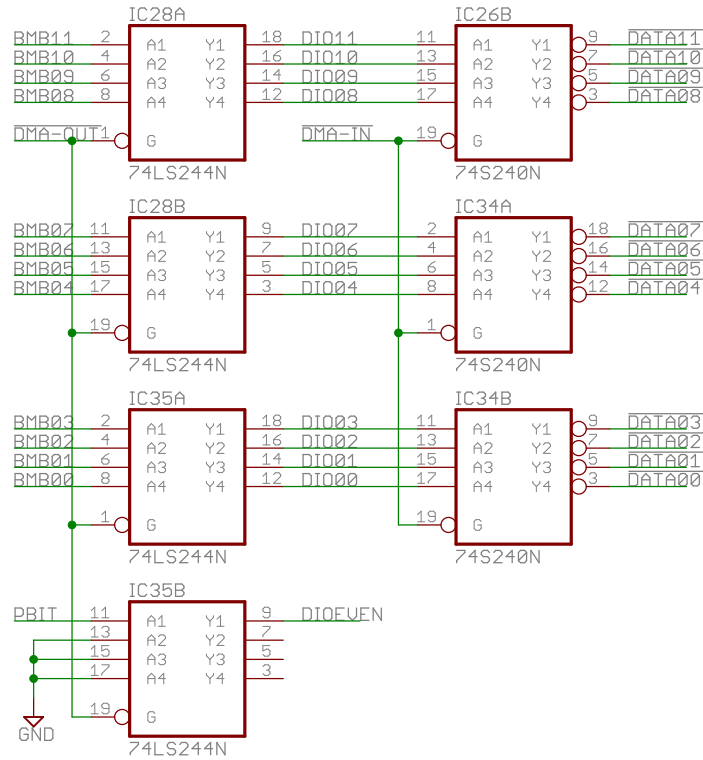 IC28A IC26B
BMB11 2 A1 Y1 18 DIO11 11 A1 Y1 9 DATA11
BMB10 4 A2 Y2 16 DIO10 13 A2 Y2 7 DATA10
BMB09 6 A3 Y3 14 DIO09 15 A3 Y3 5 DATA09
BMB08 8 A4 Y4 12 DIO08 17 A4 Y4 3 DATA08
DMA-OUT 1 G DMA-IN 19 G
74LS244N 74S240N
IC28B IC34A
BMB07 11 A1 Y1 9 DIO07 2 A1 Y1 18 DATA07
BMB06 13 A2 Y2 7 DIO06 4 A2 Y2 16 DATA06
BMB05 15 A3 Y3 5 DIO05 6 A3 Y3 14 DATA05
BMB04 17 A4 Y4 3 DIO04 8 A4 Y4 12 DATA04
19 G 1 G
74LS244N 74S240N
IC35A IC34B
BMB03 2 A1 Y1 18 DIO03 11 A1 Y1 9 DATA03
BMB02 4 A2 Y2 16 DIO02 13 A2 Y2 7 DATA02
BMB01 6 A3 Y3 14 DIO01 15 A3 Y3 5 DATA01
BMB00 8 A4 Y4 12 DIO00 17 A4 Y4 3 DATA00
1 G 19 G
74LS244N 74S240N
IC35B
PBIT 11 A1 Y1 9 DIOEVEN
13 A2 Y2 7
15 A3 Y3 5
17 A4 Y4 3
19 G
GND
74LS244N